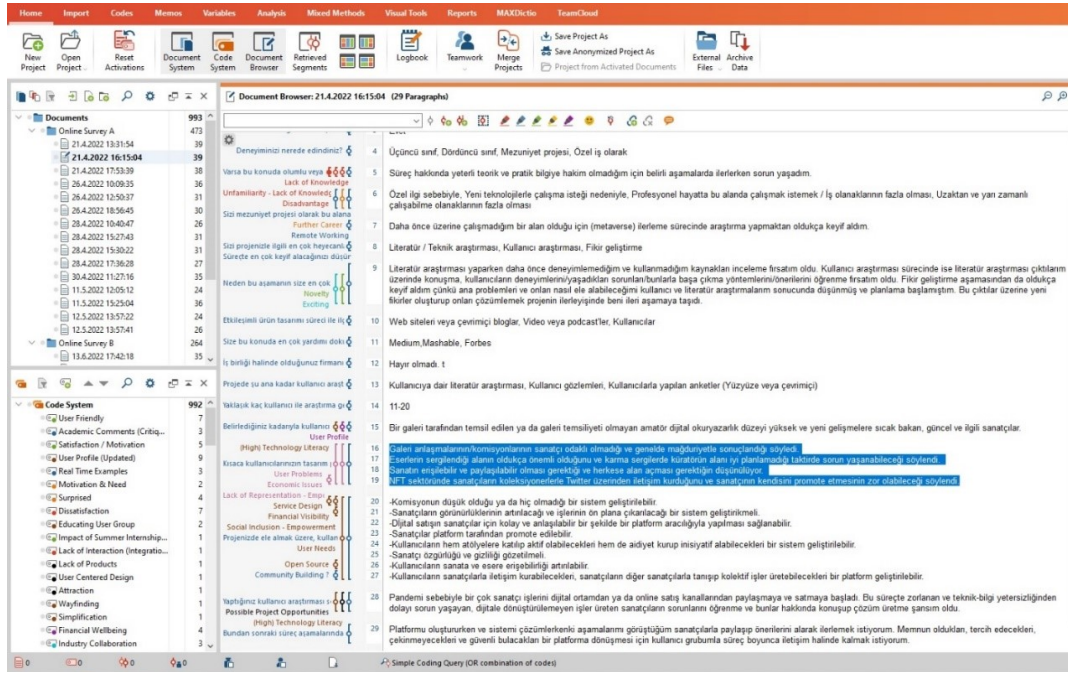 Home Import Codes Memos Variables Analysis Mixed Methods Visual Tools Reports MAXDictio TeamCloud
New Project
Open Project
Reset Activations
Document System
Code System
Document Browser
Retrieved Segments
Logbook
Teamwork
Merge Projects
Save Project As
Save Anonymized Project As
Project from Activated Documents
External Files
Archive Data
Documents 993
Online Survey A 473
21.4.2022 13:31:54 39
21.4.2022 16:15:04 39
21.4.2022 17:53:39 38
26.4.2022 10:09:35 36
26.4.2022 12:50:37 31
26.4.2022 18:56:45 30
28.4.2022 10:40:47 26
28.4.2022 15:27:43 31
28.4.2022 15:30:22 31
28.4.2022 17:36:28 27
30.4.2022 11:27:16 35
11.5.2022 12:05:12 24
11.5.2022 15:25:04 36
12.5.2022 13:57:22 24
12.5.2022 13:57:41 26
Online Survey B 264
13.6.2022 17:42:18 35
Code System 992
User Friendly 7
Academic Comments (Critiq... 3
Satisfaction / Motivation 5
User Profile (Updated) 9
Real Time Examples 3
Motivation & Need 2
Surprised 4
Dissatisfaction 7
Educating User Group 2
Impact of Summer Internship... 1
Lack of Interaction (Integratio... 1
Lack of Products 1
User Centered Design 1
Attraction 1
Wayfinding 1
Simplification 1
Financial Wellbeing 4
Industry Collaboration 3
Document Browser: 21.4.2022 16:15:04 (29 Paragraphs)
Deneyiminizi nerede edindiniz?
Varsa bu konuda olumlu veya
Lack of Knowledge
Unfamiliarity - Lack of Knowledg
Disadvantage
Sizi mezuniyet projesi olarak bu alana
Further Career
Remote Working
Sizi projenizle ilgili en çok heyecanl
Süreçte en çok keyif alacağınızı düşür
Neden bu aşamanın size en çok
Novelty
Exciting
Etkileşimli ürün tasarımı süreci ile ilg
Size bu konuda en çok yardımı dokı
İş birliği halinde olduğunuz firmanı
Projede şu ana kadar kullanıcı araşt
Yaklaşık kaç kullanıcı ile araştırma gı
Belirlediğiniz kadarıyla kullanıcı
User Profile
(High) Technology Literacy
Kısaca kullanıcılarınızın tasarım
User Problems
Economic Issues
Lack of Representation - Empo
Service Design
Financial Visibility
Social Inclusion - Empowerment
Projenizde ele almak üzere, kullan
User Needs
Open Source
Community Building ?
Yaptığınız kullanıcı araştırması s
Possible Project Opportunities
(High) Technology Literacy
Bundan sonraki süreç aşamalarında
4 Üçüncü sınıf, Dördüncü sınıf, Mezuniyet projesi, Özel iş olarak
5 Süreç hakkında yeterli teorik ve pratik bilgiye hakim olmadığım için belirli aşamalarda ilerlerken sorun yaşadım.
6 Özel ilgi sebebiyle, Yeni teknolojilerle çalışma isteği nedeniyle, Profesyonel hayatta bu alanda çalışmak istemek / İş olanaklarının fazla olması, Uzaktan ve yarı zamanlı
çalışabilme olanaklarının fazla olması
7 Daha önce üzerine çalışmadığım bir alan olduğu için (metaverse) ilerleme sürecinde araştırma yapmaktan oldukça keyif aldım.
8 Literatür / Teknik araştırması, Kullanıcı araştırması, Fikir geliştirme
9 Literatür araştırması yaparken daha önce deneyimlemediğim ve kullanmadığım kaynakları inceleme fırsatım oldu. Kullanıcı araştırması sürecinde ise literatür araştırması çıktılarım
üzerinde konuşma, kullanıcıların deneyimlerini/yaşadıkları sorunları/bunlarla başa çıkma yöntemlerini/önerilerini öğrenme fırsatım oldu. Fikir geliştirme aşamasından da oldukça
keyif aldım çünkü ana problemleri ve onları nasıl ele alabileceğimi kullanıcı ve literatür araştırmalarım sonucunda düşünmüş ve planlama başlamıştım. Bu çıktılar üzerine yeni
fikirler oluşturup onları çözümlemek projenin ilerleyişinde beni ileri aşamaya taşıdı.
10 Web siteleri veya çevrimiçi bloglar, Video veya podcast'ler, Kullanıcılar
11 Medium,Mashable, Forbes
12 Hayır olmadı. t
13 Kullanıcıya dair literatür araştırması, Kullanıcı gözlemleri, Kullanıcılarla yapılan anketler (Yüzyüze veya çevrimiçi)
14 11-20
15 Bir galeri tarafından temsil edilen ya da galeri temsiliyeti olmayan amatör dijital okuryazarlık düzeyi yüksek ve yeni gelişmelere sıcak bakan, güncel ve ilgili sanatçılar.
16 Galeri anlaşmalarının/komisyonlarının sanatçı odaklı olmadığı ve genelde mağduriyetle sonuçlandığı söyledi.
17 Eserlerin sergilendiği alanın oldukça önemli olduğunu ve karma sergilerde küratörün alanı iyi planlamadığı taktirde sorun yaşanabileceği söylendi.
18 Sanatın erişilebilir ve paylaşılabilir olması gerektiği ve herkese alan açması gerektiğin düşünülüyor.
19 NFT sektöründe sanatçıların koleksiyonerlerle Twitter üzerinden iletişim kurduğunu ve sanatçının kendisini promote etmesinin zor olabileceği söylendi.
20 -Komisyonun düşük olduğu ya da hiç olmadığı bir sistem geliştirilebilir.
21 -Sanatçıların görünürlüklerinin artırılacağı ve işlerinin ön plana çıkarılacağı bir sistem geliştirikmeli.
22 -Dijital satışın sanatçılar için kolay ve anlaşılabilir bir şekilde bir platform aracılığıyla yapılması sağlanabilir.
23 -Sanatçılar platform tarafından promote edilebilir.
24 -Kullanıcıların hem atölyelere katılıp aktif olabilecekleri hem de aidiyet kurup inisiyatif alabilecekleri bir sistem geliştirilebilir.
25 -Sanatçı özgürlüğü ve gizliliği gözetilmeli.
26 -Kullanıcıların sanata ve esere erişebilirliği artırılabilir.
27 -Kullanıcıların sanatçılarla iletişim kurabilecekleri, sanatçıların diğer sanatçılarla tanışıp kolektif işler üretebilecekleri bir platform geliştirilebilir.
28 Pandemi sebebiyle bir çok sanatçı işlerini dijital ortamdan ya da online satış kanallarından paylaşmaya ve satmaya başladı. Bu süreçte zorlanan ve teknik-bilgi yetersizliğinden
dolayı sorun yaşayan, dijitale dönüştürülemeyen işler üreten sanatçıların sorunlarını öğrenme ve bunlar hakkında konuşup çözüm üretme şansım oldu.
29 Platformu oluştururken ve sistemi çözümlerkenki aşamalarımı görüştüğüm sanatçılarla paylaşıp önerilerini alarak ilerlemek istiyorum. Memnun oldukları, tercih edecekleri,
çekinmeyecekleri ve güvenli bulacakları bir platforma dönüşmesi için kullanıcı grubumla süreç boyunca iletişim halinde kalmak istiyorum.
0 0 0 0
Simple Coding Query (OR combination of codes)